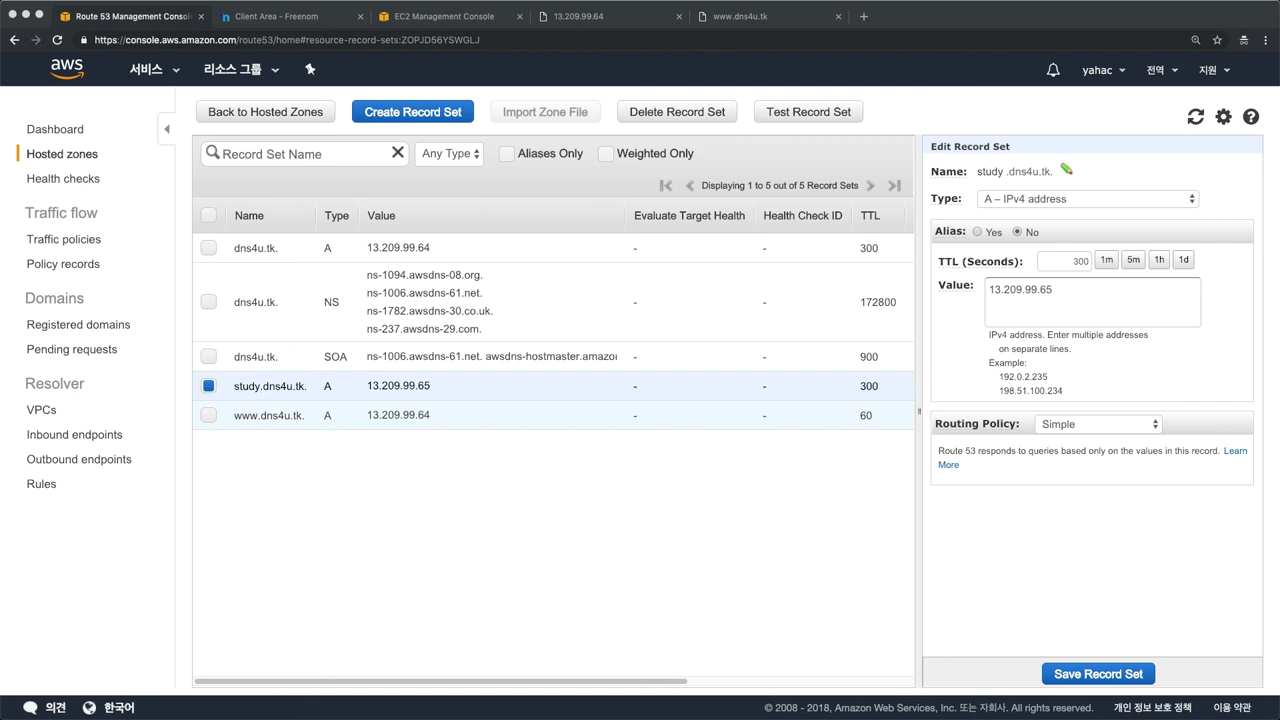 Route 53 Management Conso
Client Area - Freenom
EC2 Management Console
13.209.99.64
www.dns4u.tk
https://console.aws.amazon.com/route53/home#resource-record-sets:ZOPJD56YSWGLJ
aws
서비스
리소스 그룹
yahac
전역
지원
Dashboard
Hosted zones
Health checks
Traffic flow
Traffic policies
Policy records
Domains
Registered domains
Pending requests
Resolver
VPCs
Inbound endpoints
Outbound endpoints
Rules
Back to Hosted Zones
Create Record Set
Import Zone File
Delete Record Set
Test Record Set
Record Set Name
Any Type
Aliases Only
Weighted Only
Displaying 1 to 5 out of 5 Record Sets
Name Type Value Evaluate Target Health Health Check ID TTL
dns4u.tk. A 13.209.99.64 - - 300
dns4u.tk. NS ns-1094.awsdns-08.org. - - 172800
ns-1006.awsdns-61.net.
ns-1782.awsdns-30.co.uk.
ns-237.awsdns-29.com.
dns4u.tk. SOA ns-1006.awsdns-61.net. awsdns-hostmaster.amazor - - 900
study.dns4u.tk. A 13.209.99.65 - - 300
www.dns4u.tk. A 13.209.99.64 - - 60
Edit Record Set
Name: study .dns4u.tk.
Type: A – IPv4 address
Alias: Yes No
TTL (Seconds): 300 1m 5m 1h 1d
Value: 13.209.99.65
IPv4 address. Enter multiple addresses
on separate lines.
Example:
192.0.2.235
198.51.100.234
Routing Policy: Simple
Route 53 responds to queries based only on the values in this record. Learn
More
Save Record Set
의견
한국어
© 2008 - 2018, Amazon Web Services, Inc. 또는 자회사. All rights reserved.
개인 정보 보호 정책
이용 약관